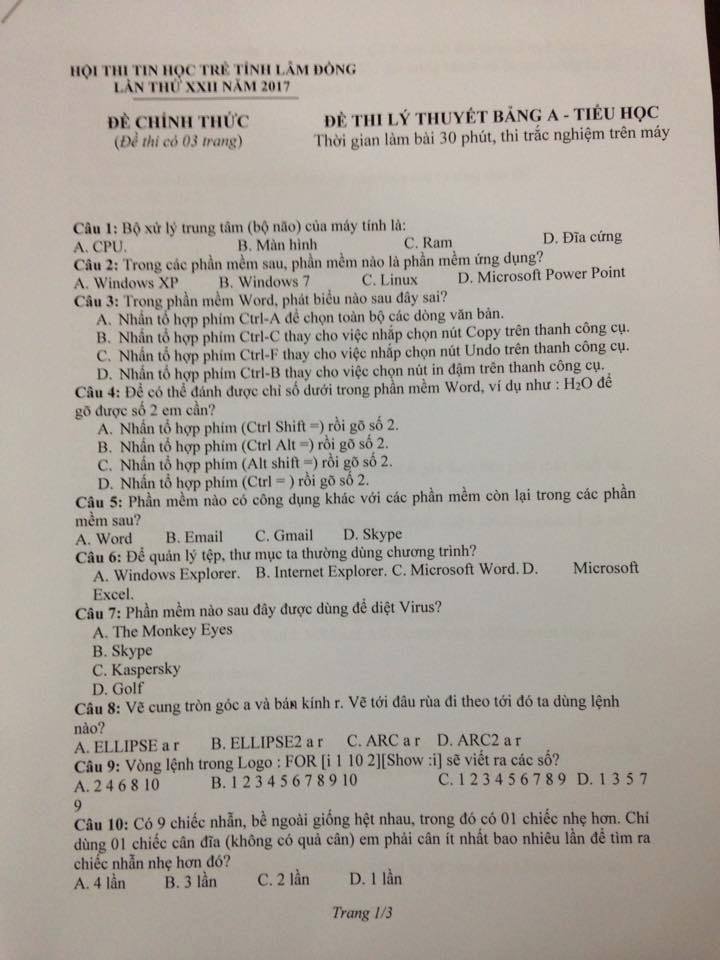 HỘI THI TIN HỌC TRẺ TỈNH LÂM ĐỒNG
LẦN THỨ XXII NĂM 2017
ĐỀ CHÍNH THỨC
(Đề thi có 03 trang)
ĐỀ THI LÝ THUYẾT BẢNG A - TIỂU HỌC
Thời gian làm bài 30 phút, thi trắc nghiệm trên máy
Câu 1: Bộ xử lý trung tâm (bộ não) của máy tính là:
A. CPU. B. Màn hình C. Ram D. Đĩa cứng
Câu 2: Trong các phần mềm sau, phần mềm nào là phần mềm ứng dụng?
A. Windows XP B. Windows 7 C. Linux D. Microsoft Power Point
Câu 3: Trong phần mềm Word, phát biểu nào sau đây sai?
A. Nhấn tổ hợp phím Ctrl-A để chọn toàn bộ các dòng văn bản.
B. Nhấn tổ hợp phím Ctrl-C thay cho việc nhắp chọn nút Copy trên thanh công cụ.
C. Nhấn tổ hợp phím Ctrl-F thay cho việc nhắp chọn nút Undo trên thanh công cụ.
D. Nhấn tổ hợp phím Ctrl-B thay cho việc chọn nút in đậm trên thanh công cụ.
Câu 4: Để có thể đánh được chỉ số dưới trong phần mềm Word, ví dụ như : H₂O để
gõ được số 2 em cần?
A. Nhấn tổ hợp phím (Ctrl Shift =) rồi gõ số 2.
B. Nhấn tổ hợp phím (Ctrl Alt =) rồi gõ số 2.
C. Nhấn tổ hợp phím (Alt shift =) rồi gõ số 2.
D. Nhấn tổ hợp phím (Ctrl = ) rồi gõ số 2.
Câu 5: Phần mềm nào có công dụng khác với các phần mềm còn lại trong các phần
mềm sau?
A. Word B. Email C. Gmail D. Skype
Câu 6: Để quản lý tệp, thư mục ta thường dùng chương trình?
A. Windows Explorer. B. Internet Explorer. C. Microsoft Word. D. Microsoft
Excel.
Câu 7: Phần mềm nào sau đây được dùng để diệt Virus?
A. The Monkey Eyes
B. Skype
C. Kaspersky
D. Golf
Câu 8: Vẽ cung tròn góc a và bán kính r. Vẽ tới đâu rùa đi theo tới đó ta dùng lệnh
nào?
A. ELLIPSE a r B. ELLIPSE2 a r C. ARC a r D. ARC2 a r
Câu 9: Vòng lệnh trong Logo : FOR [i 1 10 2][Show :i] sẽ viết ra các số?
A. 2 4 6 8 10 B. 1 2 3 4 5 6 7 8 9 10 C. 1 2 3 4 5 6 7 8 9 D. 1 3 5 7
9
Câu 10: Có 9 chiếc nhẫn, bề ngoài giống hệt nhau, trong đó có 01 chiếc nhẹ hơn. Chỉ
dùng 01 chiếc cân đĩa (không có quả cân) em phải cân ít nhất bao nhiêu lần để tìm ra
chiếc nhẫn nhẹ hơn đó?
A. 4 lần B. 3 lần C. 2 lần D. 1 lần
Trang 1/3